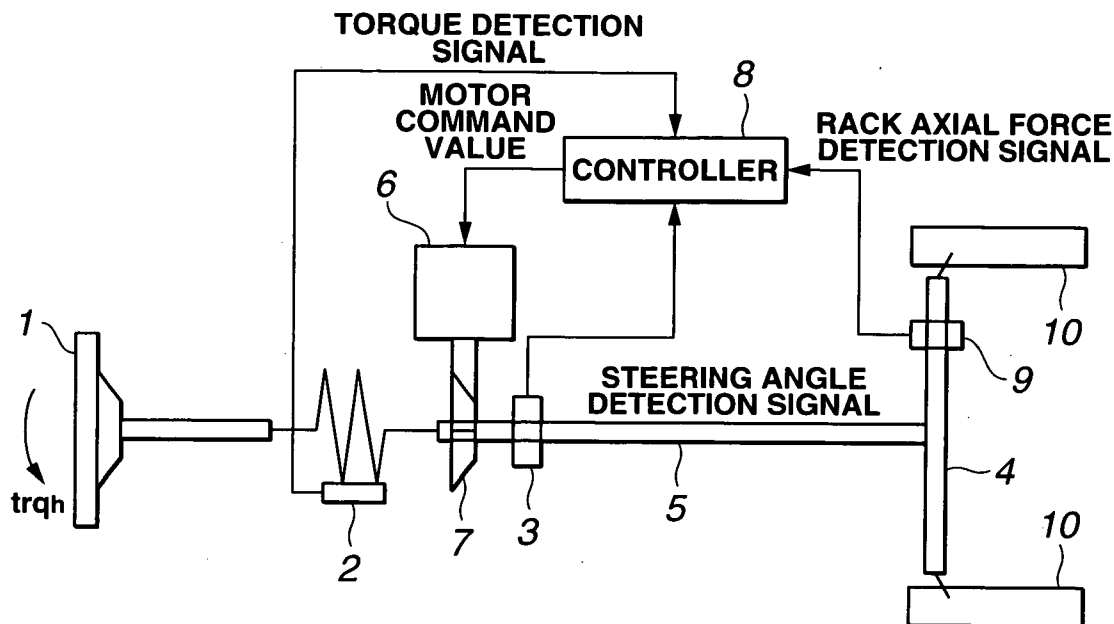 TORQUE DETECTION
SIGNAL
MOTOR
COMMAND
VALUE
8
CONTROLLER
RACK AXIAL FORCE
DETECTION SIGNAL
6
1
10
9
STEERING ANGLE
DETECTION SIGNAL
trqh
2
7
3
5
4
10